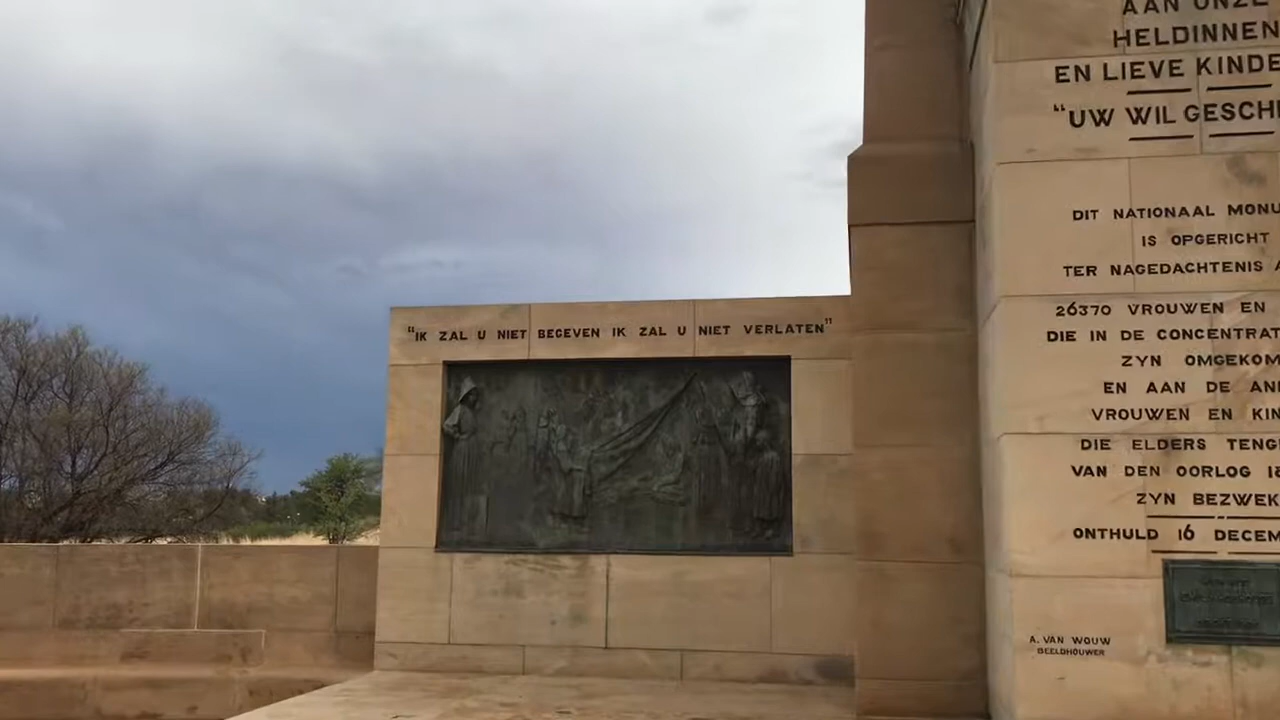 "IK ZAL U NIET BEGEVEN IK ZAL U NIET VERLATEN"
AAN ONZE
HELDINNEN
EN LIEVE KINDE
"UW WIL GESCHI
DIT NATIONAAL MONU
IS OPGERICHT
TER NAGEDACHTENIS A
26370 VROUWEN EN
DIE IN DE CONCENTRAT
ZYN OMGEKOM
EN AAN DE AN
VROUWEN EN KIN
DIE ELDERS TENG
VAN DEN OORLOG 18
ZYN BEZWEK
ONTHULD 16 DECEM
A. VAN WOUW
BEELDHOUWER